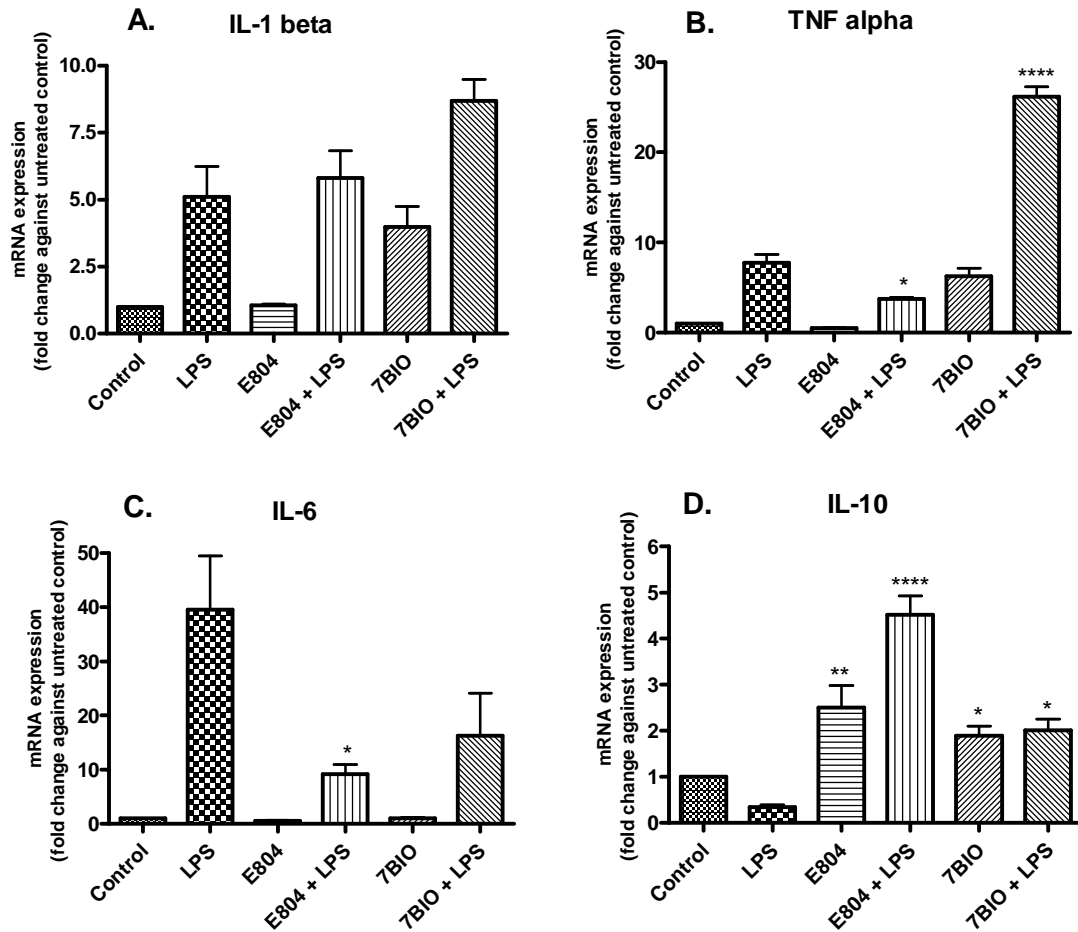 A.
IL-1 beta
mRNA expression
(fold change against untreated control)
10.0
7.5
5.0
2.5
0.0
Control
LPS
E804
E804 + LPS
7BIO
7BIO + LPS
B.
TNF alpha
mRNA expression
(fold change against untreated control)
30
20
10
0
*
****
Control
LPS
E804
E804 + LPS
7BIO
7BIO + LPS
C.
IL-6
mRNA expression
(fold change against untreated control)
50
40
30
20
10
0
*
Control
LPS
E804
E804 + LPS
7BIO
7BIO + LPS
D.
IL-10
mRNA expression
(fold change against untreated control)
6
5
4
3
2
1
0
**
****
*
*
Control
LPS
E804
E804 + LPS
7BIO
7BIO + LPS